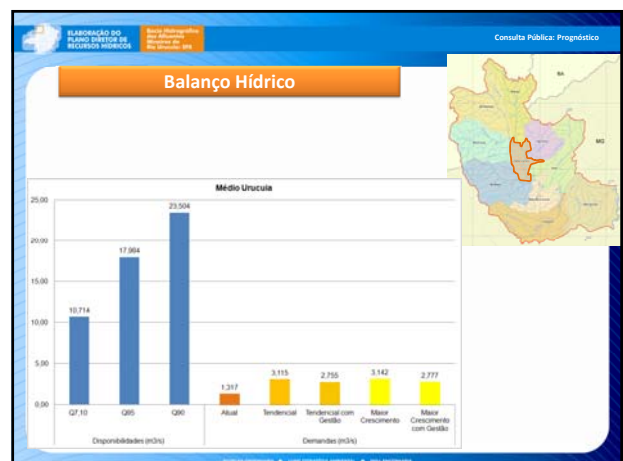 ELABORAÇÃO DO
PLANO DIRETOR DE
RECURSOS HÍDRICOS
Bacia Hidrográfica
dos Afluentes
Mineiros do
Rio Urucuia: SF8
Consulta Pública: Prognóstico
Balanço Hídrico
BA
MG
Médio Urucuia
25,00
20,00
15,00
10,00
5,00
0,00
10,714
17,984
23,504
1,317
3,115
2,755
3,142
2,777
Q7,10
Q95
Q90
Atual
Tendencial
Tendencial com
Gestão
Maior
Crescimento
Maior
Crescimento
com Gestão
Disponibilidades (m3/s)
Demandas (m3/s)